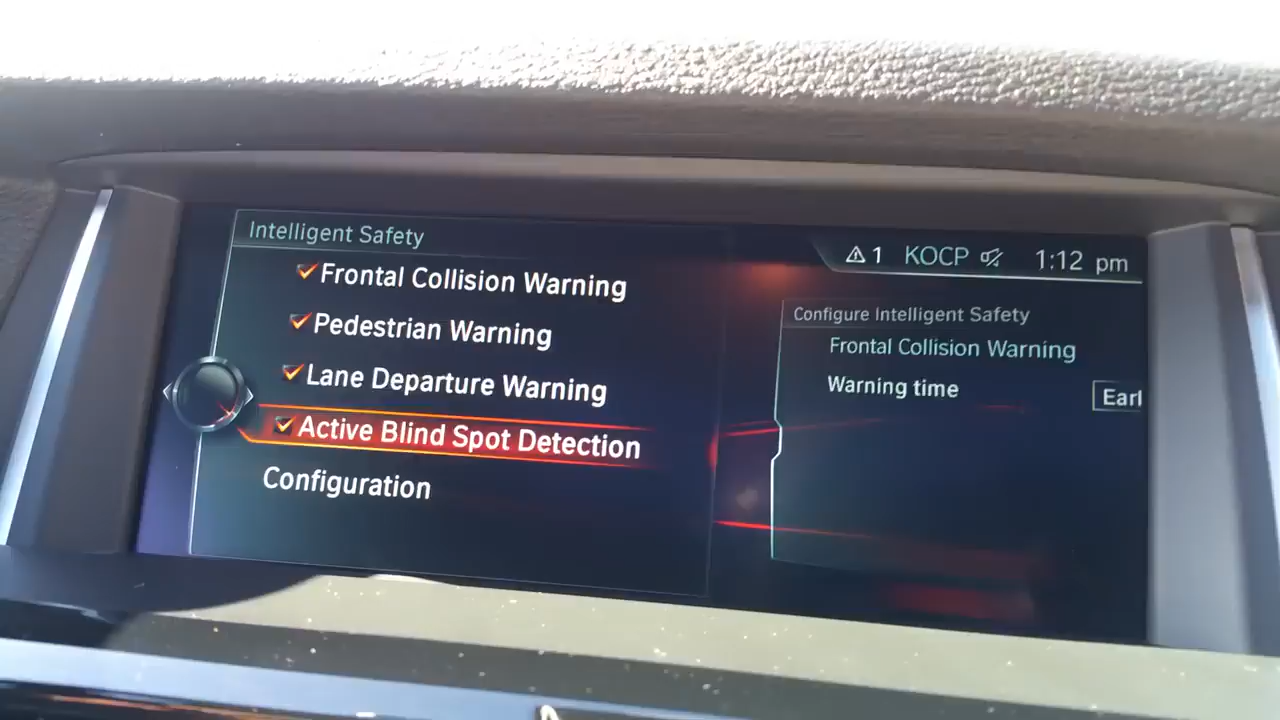 Intelligent Safety
Frontal Collision Warning
Pedestrian Warning
Lane Departure Warning
Active Blind Spot Detection
Configuration
1 KOCP 1:12 pm
Configure Intelligent Safety
Frontal Collision Warning
Warning time Earl